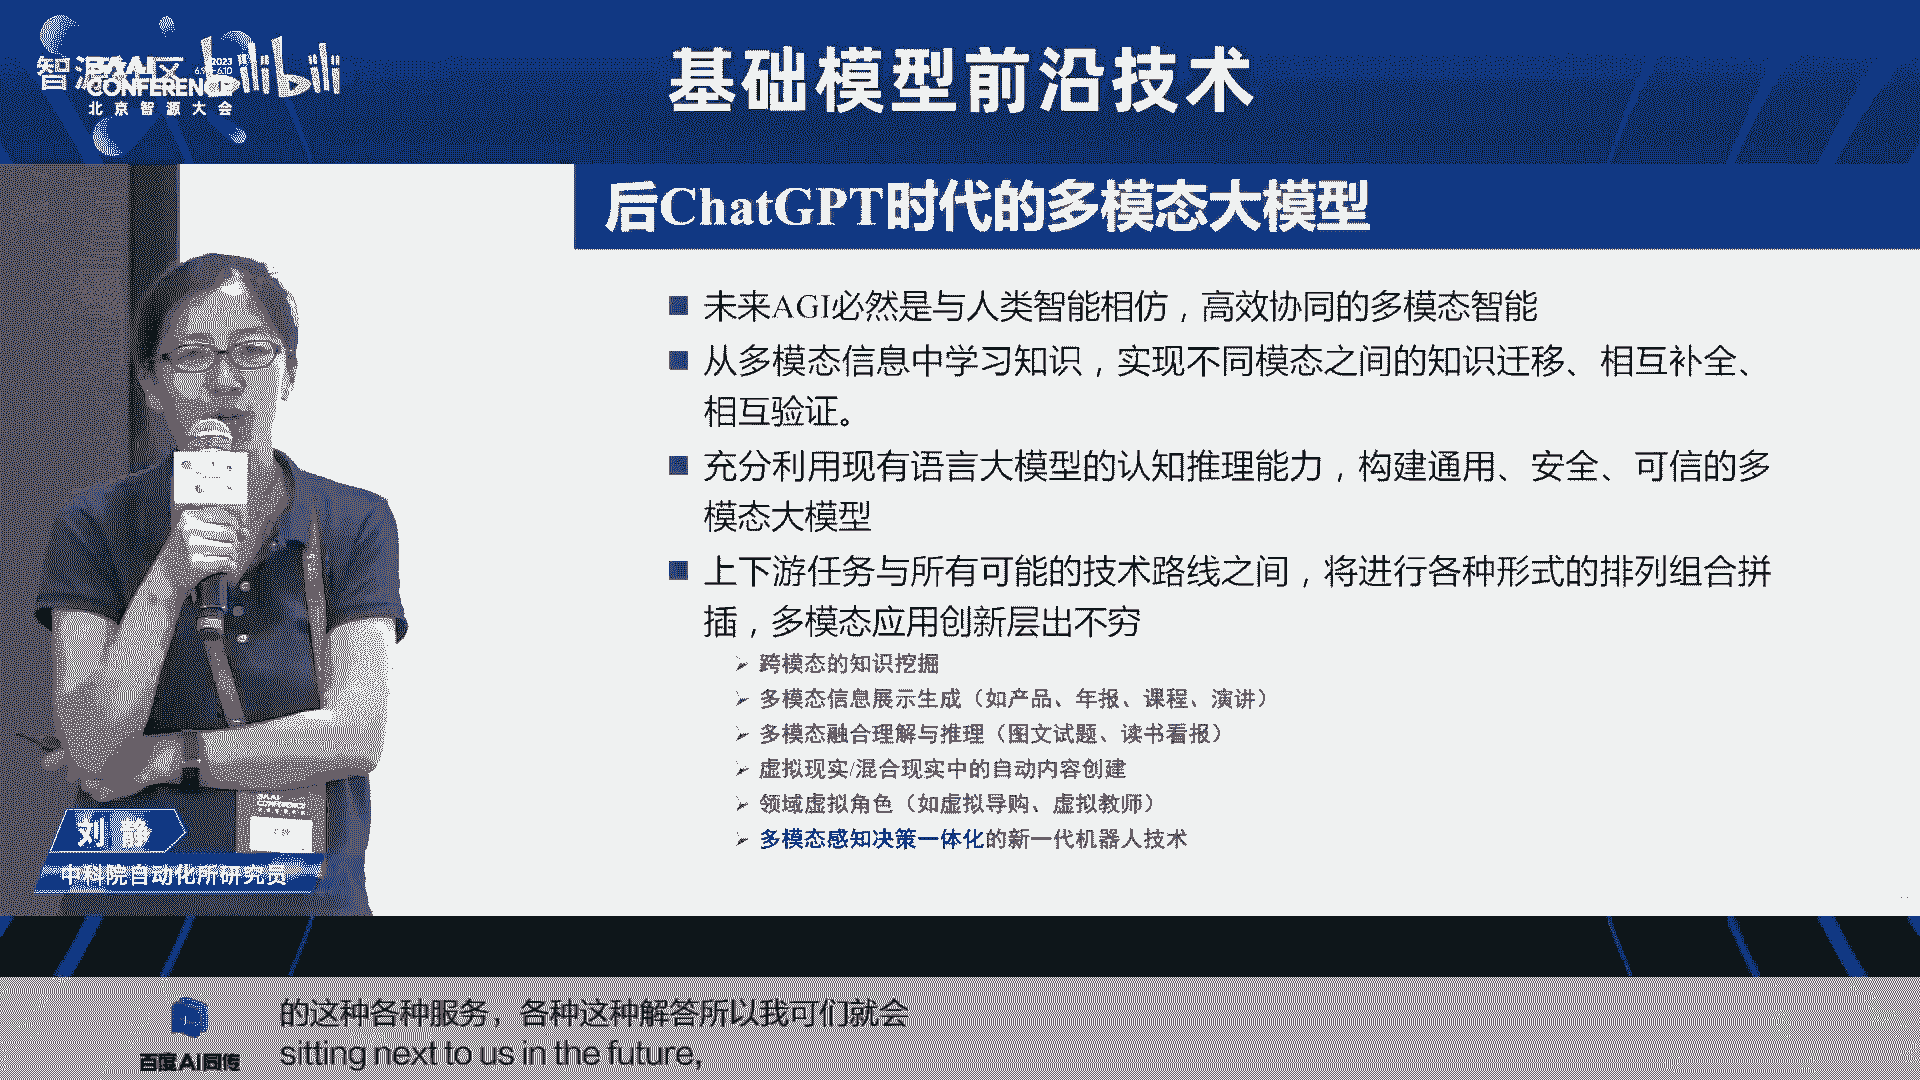 智源社区 bilibili
BAAI 2023
6.9-6.10
CONFERENCE
北京智源大会
基础模型前沿技术
后ChatGPT时代的多模态大模型
■ 未来AGI必然是与人类智能相仿，高效协同的多模态智能
■ 从多模态信息中学习知识，实现不同模态之间的知识迁移、相互补全、
相互验证。
■ 充分利用现有语言大模型的认知推理能力，构建通用、安全、可信的多
模态大模型
■ 上下游任务与所有可能的技术路线之间，将进行各种形式的排列组合拼
插，多模态应用创新层出不穷
➢ 跨模态的知识挖掘
➢ 多模态信息展示生成（如产品、年报、课程、演讲）
➢ 多模态融合理解与推理（图文试题、读书看报）
➢ 虚拟现实/混合现实中的自动内容创建
➢ 领域虚拟角色（如虚拟导购、虚拟教师）
➢ 多模态感知决策一体化的新一代机器人技术
BAAI
CONFERENCE
刘 静
中科院自动化所研究员
百度AI同传
的这种各种服务，各种这种解答所以我可们就会
sitting next to us in the future,